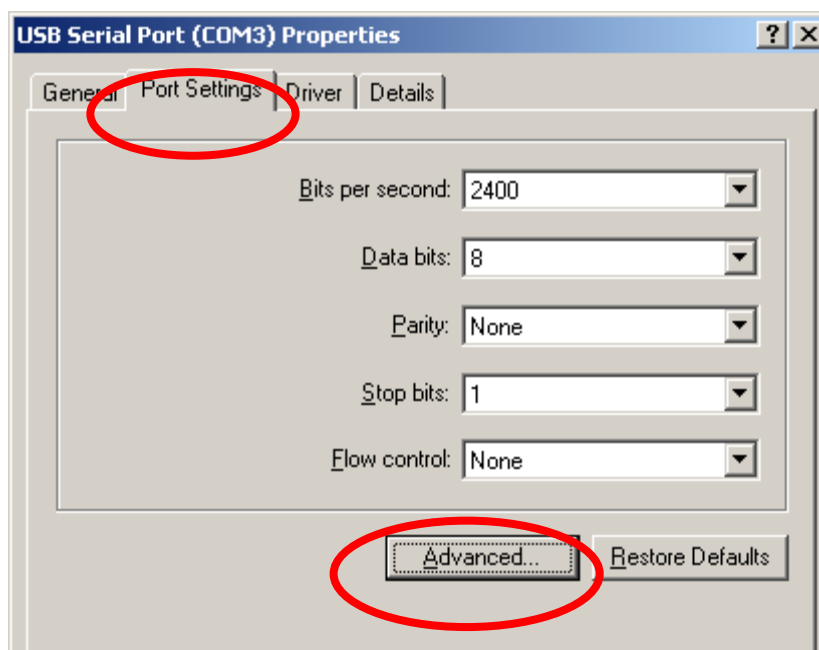 USB Serial Port (COM3) Properties
General Port Settings Driver Details
Bits per second: 2400
Data bits: 8
Parity: None
Stop bits: 1
Flow control: None
Advanced... Restore Defaults